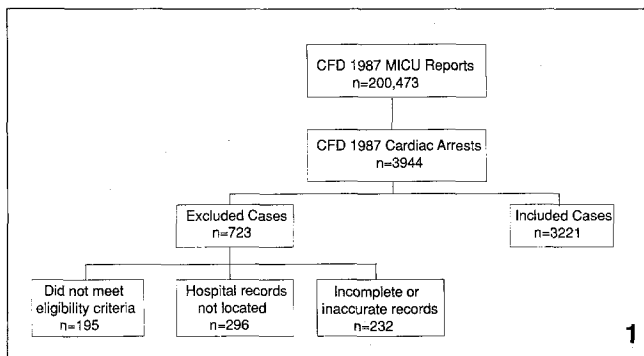 CFD 1987 MICU Reports
n=200,473
CFD 1987 Cardiac Arrests
n=3944
Excluded Cases
n=723
Included Cases
n=3221
Did not meet
eligibility criteria
n=195
Hospital records
not located
n=296
Incomplete or
inaccurate records
n=232
1